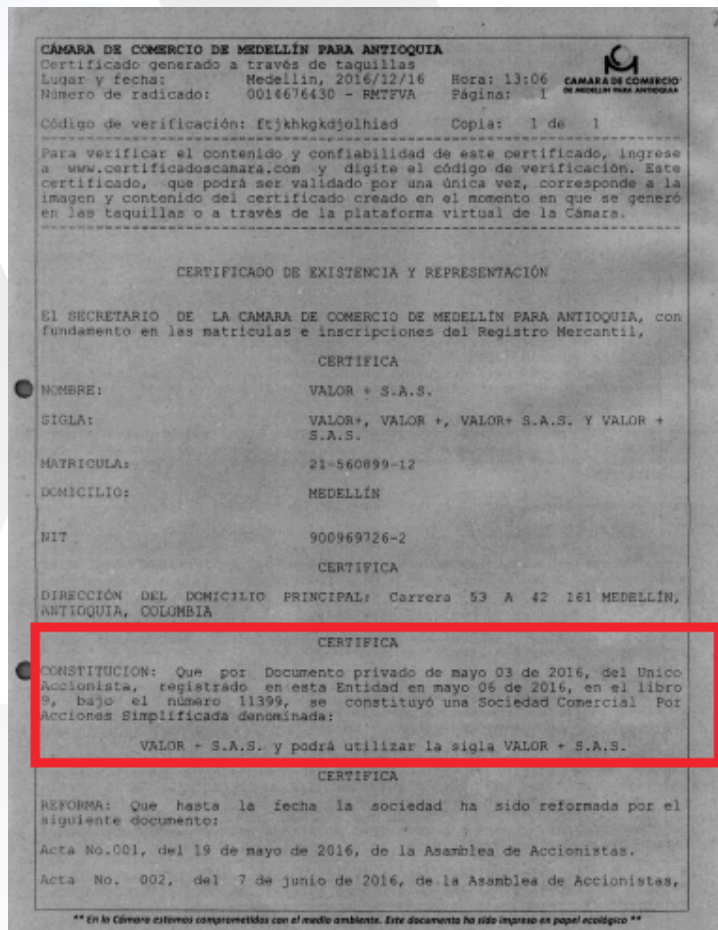 CÁMARA DE COMERCIO DE MEDELLÍN PARA ANTIOQUIA
Certificado generado a través de taquillas
Lugar y fecha: Medellín, 2016/12/16 Hora: 13:06
Número de radicado: 0014676430 - RMTFVA Página: 1
CAMARA DE COMERCIO
DE MEDELLIN PARA ANTIOQUIA
Código de verificación: ftjkhkgkdjolhiad Copia: 1 de 1
Para verificar el contenido y confiabilidad de este certificado, ingrese
a www.certificadoscamara.com y digite el código de verificación. Este
certificado, que podrá ser validado por una única vez, corresponde a la
imagen y contenido del certificado creado en el momento en que se generó
en las taquillas o a través de la plataforma virtual de la Cámara.
CERTIFICADO DE EXISTENCIA Y REPRESENTACIÓN
El SECRETARIO DE LA CAMARA DE COMERCIO DE MEDELLÍN PARA ANTIOQUIA, con
fundamento en las matrículas e inscripciones del Registro Mercantil,
CERTIFICA
NOMBRE: VALOR + S.A.S.
SIGLA: VALOR+, VALOR +, VALOR+ S.A.S. Y VALOR +
S.A.S.
MATRICULA: 21-560899-12
DOMICILIO: MEDELLÍN
NIT 900969726-2
CERTIFICA
DIRECCIÓN DEL DOMICILIO PRINCIPAL: Carrera 53 A 42 161 MEDELLÍN,
ANTIOQUIA, COLOMBIA
CERTIFICA
CONSTITUCION: Que por Documento privado de mayo 03 de 2016, del Unico
Accionista, registrado en esta Entidad en mayo 06 de 2016, en el libro
9, bajo el número 11399, se constituyó una Sociedad Comercial Por
Acciones Simplificada denominada:
VALOR + S.A.S. y podrá utilizar la sigla VALOR + S.A.S.
CERTIFICA
REFORMA: Que hasta la fecha la sociedad ha sido reformada por el
siguiente documento:
Acta No.001, del 19 de mayo de 2016, de la Asamblea de Accionistas.
Acta No. 002, del 7 de junio de 2016, de la Asamblea de Accionistas,
** En la Cámara estamos comprometidos con el medio ambiente. Este documento ha sido impreso en papel ecológico **